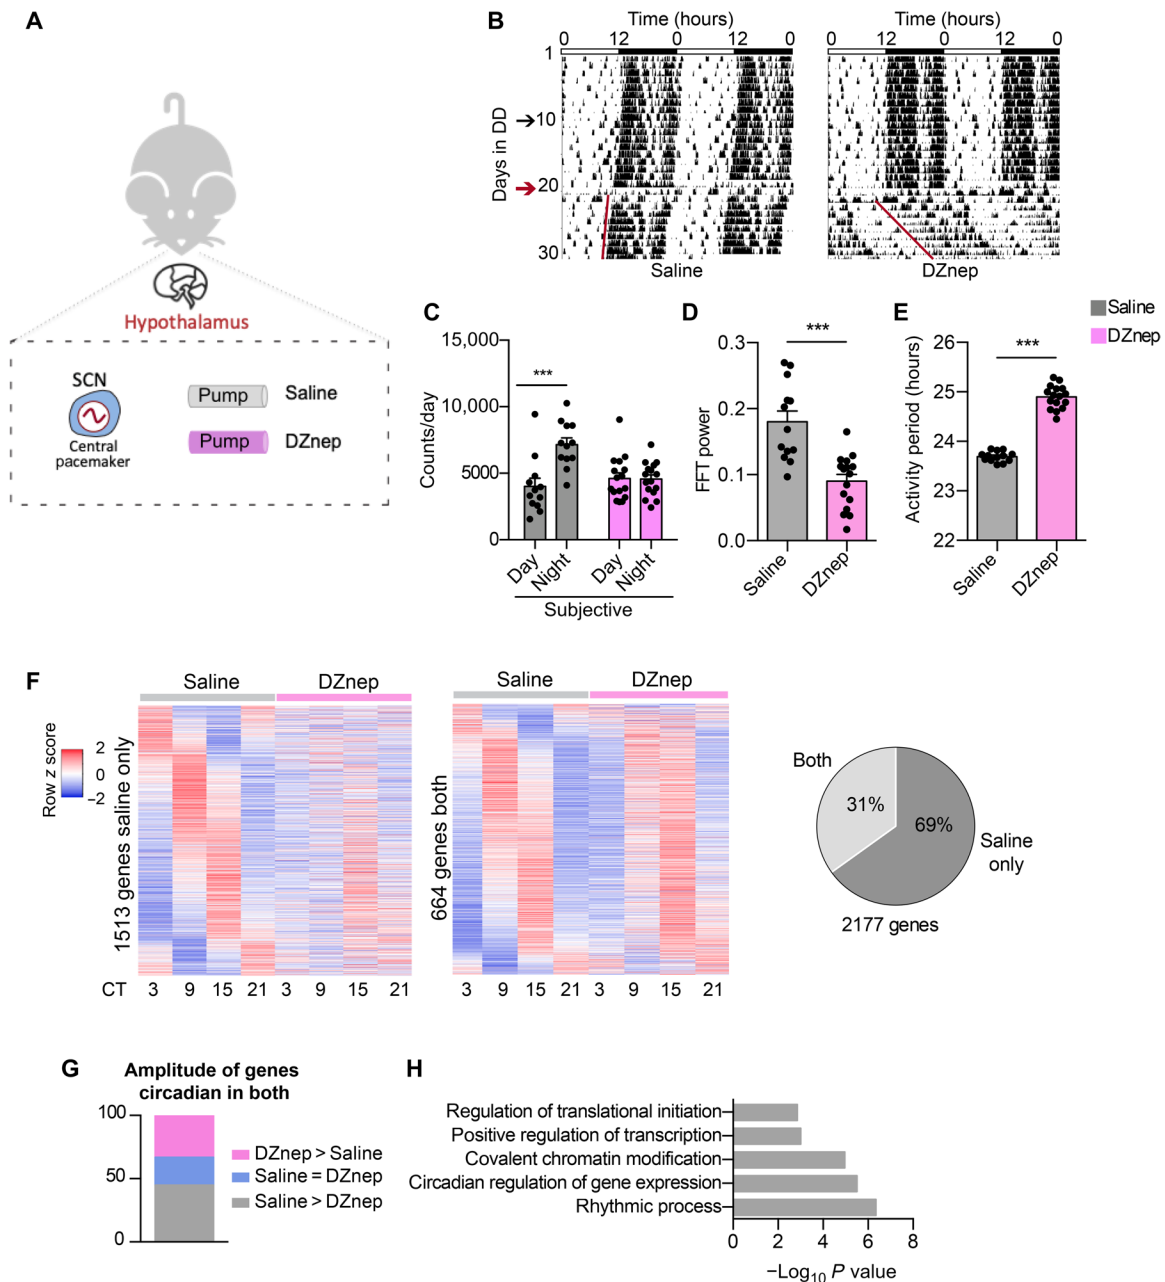 A
Hypothalamus
SCN
Central
pacemaker
Pump
Saline
Pump
DZnep
B
Time (hours)
Time (hours)
0 12 0 12 0
0 12 0 12 0
Days in DD
1
10
20
30
Saline
DZnep
C
15,000
10,000
5000
0
Counts/day
***
Day
Night
Day
Night
Subjective
D
0.3
0.2
0.1
0.0
FFT power
***
Saline
DZnep
E
26
25
24
23
22
Activity period (hours)
***
Saline
DZnep
Saline
DZnep
F
Row z score
2
0
−2
Saline
DZnep
1513 genes saline only
CT 3 9 15 21 3 9 15 21
Saline
DZnep
664 genes both
3 9 15 21 3 9 15 21
Both
31%
69%
Saline
only
2177 genes
G
Amplitude of genes
circadian in both
100
50
0
DZnep > Saline
Saline = DZnep
Saline > DZnep
H
Regulation of translational initiation
Positive regulation of transcription
Covalent chromatin modification
Circadian regulation of gene expression
Rhythmic process
0 2 4 6 8
−Log10 P value